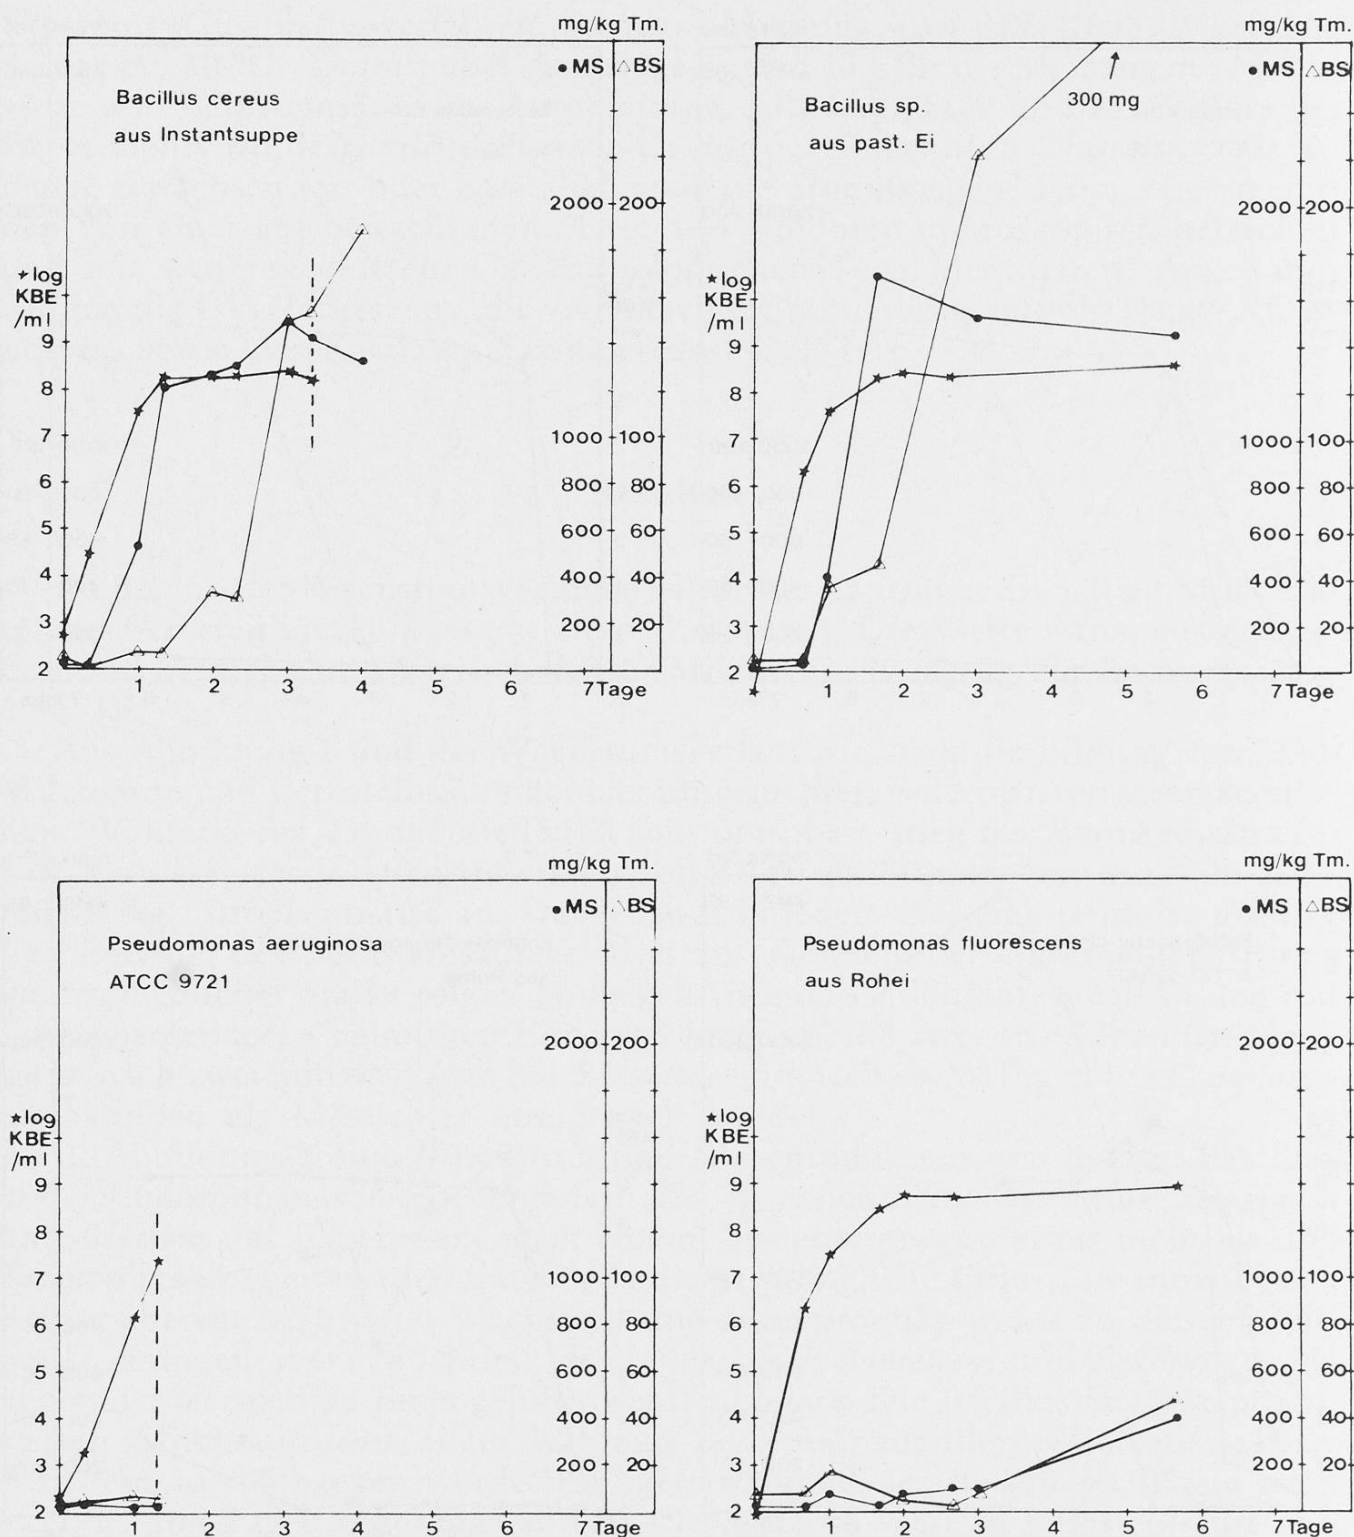 mg/kg Tm.
● MS △ BS
Bacillus cereus
aus Instantsuppe
2000 200
★ log
KBE
/ml
9
8
7
6
5
4
3
2
1000 100
800 80
600 60
400 40
200 20
1 2 3 4 5 6 7 Tage
mg/kg Tm.
● MS △ BS
300 mg
Bacillus sp.
aus past. Ei
2000 200
★ log
KBE
/ml
9
8
7
6
5
4
3
2
1000 100
800 80
600 60
400 40
200 20
1 2 3 4 5 6 7 Tage
mg/kg Tm.
● MS △ BS
Pseudomonas aeruginosa
ATCC 9721
2000 200
★ log
KBE
/ml
9
8
7
6
5
4
3
2
1000 100
800 80
600 60
400 40
200 20
1 2 3 4 5 6 7 Tage
mg/kg Tm.
● MS △ BS
Pseudomonas fluorescens
aus Rohei
2000 200
★ log
KBE
/ml
9
8
7
6
5
4
3
2
1000 100
800 80
600 60
400 40
200 20
1 2 3 4 5 6 7 Tage